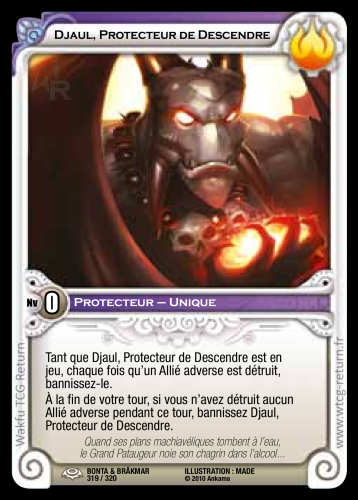 Djaul, Protecteur de Descendre
Nv 0
Protecteur – Unique
Tant que Djaul, Protecteur de Descendre est en
jeu, chaque fois qu'un Allié adverse est détruit,
bannissez-le.
À la fin de votre tour, si vous n'avez détruit aucun
Allié adverse pendant ce tour, bannissez Djaul,
Protecteur de Descendre.
Quand ses plans machiavéliques tombent à l'eau,
le Grand Pataugeur noie son chagrin dans l'alcool...
Wakfu TCG Return
www.wtcg-return.fr
BONTA & BRÂKMAR
319 / 320
ILLUSTRATION : MADE
© 2010 Ankama